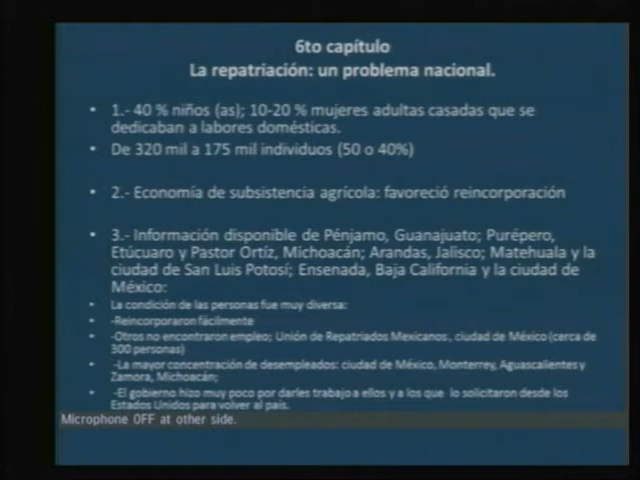 6to capítulo
La repatriación: un problema nacional.
• 1.- 40 % niños (as); 10-20 % mujeres adultas casadas que se
dedicaban a labores domésticas.
• De 320 mil a 175 mil individuos (50 o 40%)
• 2.- Economía de subsistencia agrícola: favoreció reincorporación
• 3.- Información disponible de Pénjamo, Guanajuato; Purépero,
Etúcuaro y Pastor Ortíz, Michoacán; Arandas, Jalisco; Matehuala y la
ciudad de San Luis Potosí; Ensenada, Baja California y la ciudad de
México:
• La condición de las personas fue muy diversa:
• -Reincorporaron fácilmente
• -Otros no encontraron empleo; Unión de Repatriados Mexicanos, ciudad de México (cerca de
300 personas)
• -La mayor concentración de desempleados: ciudad de México, Monterrey, Aguascalientes y
Zamora, Michoacán;
• -El gobierno hizo muy poco por darles trabajo a ellos y a los que lo solicitaron desde los
Estados Unidos para volver al país.
Microphone OFF at other side.